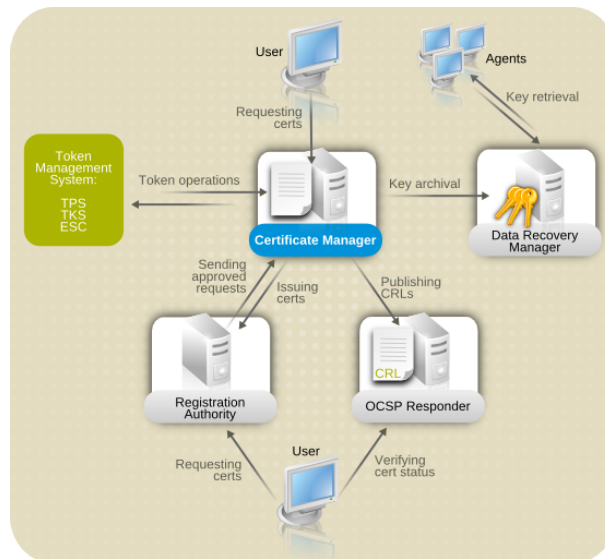 User
Agents
Requesting
certs
Key retrieval
Token
Management
System:
TPS
TKS
ESC
Token operations
Key archival
Certificate Manager
Data Recovery
Manager
Sending
approved
requests
Issuing
certs
Publishing
CRLs
CRL
Registration
Authority
OCSP Responder
User
Requesting
certs
Verifying
cert status